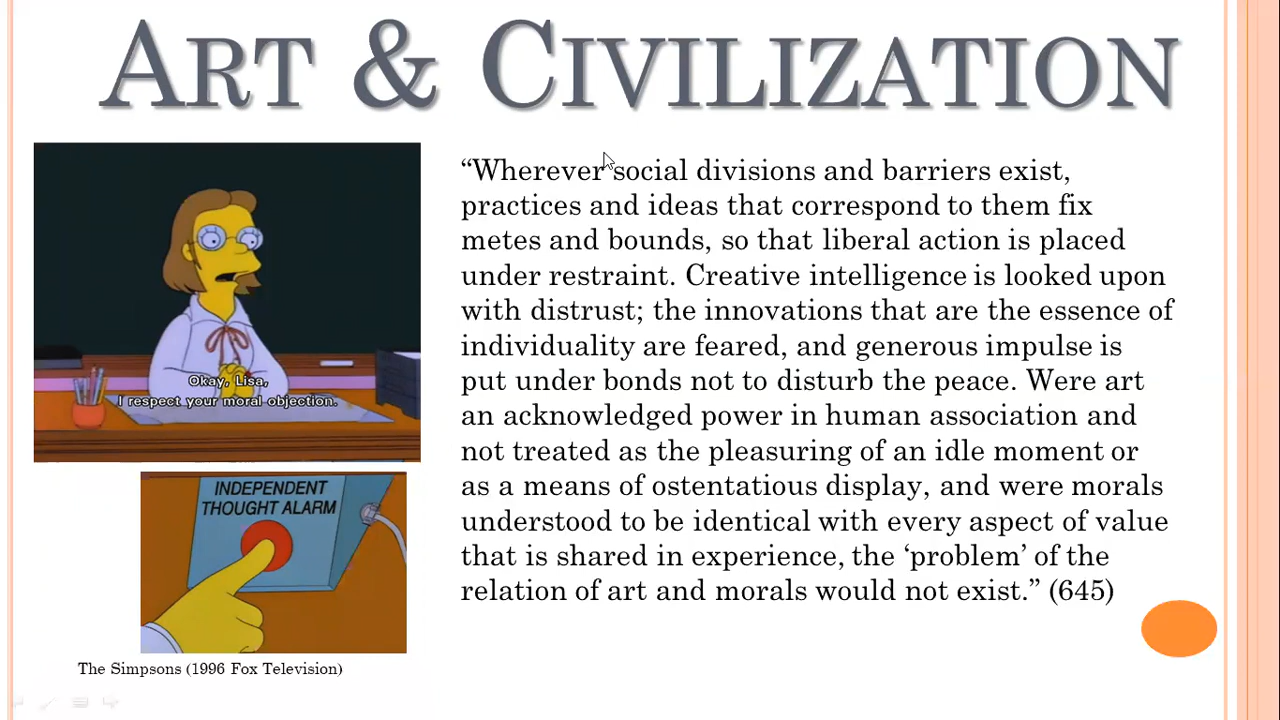 ART & CIVILIZATION
Okay, Lisa,
I respect your moral objection.
INDEPENDENT
THOUGHT ALARM
The Simpsons (1996 Fox Television)
“Wherever social divisions and barriers exist,
practices and ideas that correspond to them fix
metes and bounds, so that liberal action is placed
under restraint. Creative intelligence is looked upon
with distrust; the innovations that are the essence of
individuality are feared, and generous impulse is
put under bonds not to disturb the peace. Were art
an acknowledged power in human association and
not treated as the pleasuring of an idle moment or
as a means of ostentatious display, and were morals
understood to be identical with every aspect of value
that is shared in experience, the ‘problem’ of the
relation of art and morals would not exist.” (645)